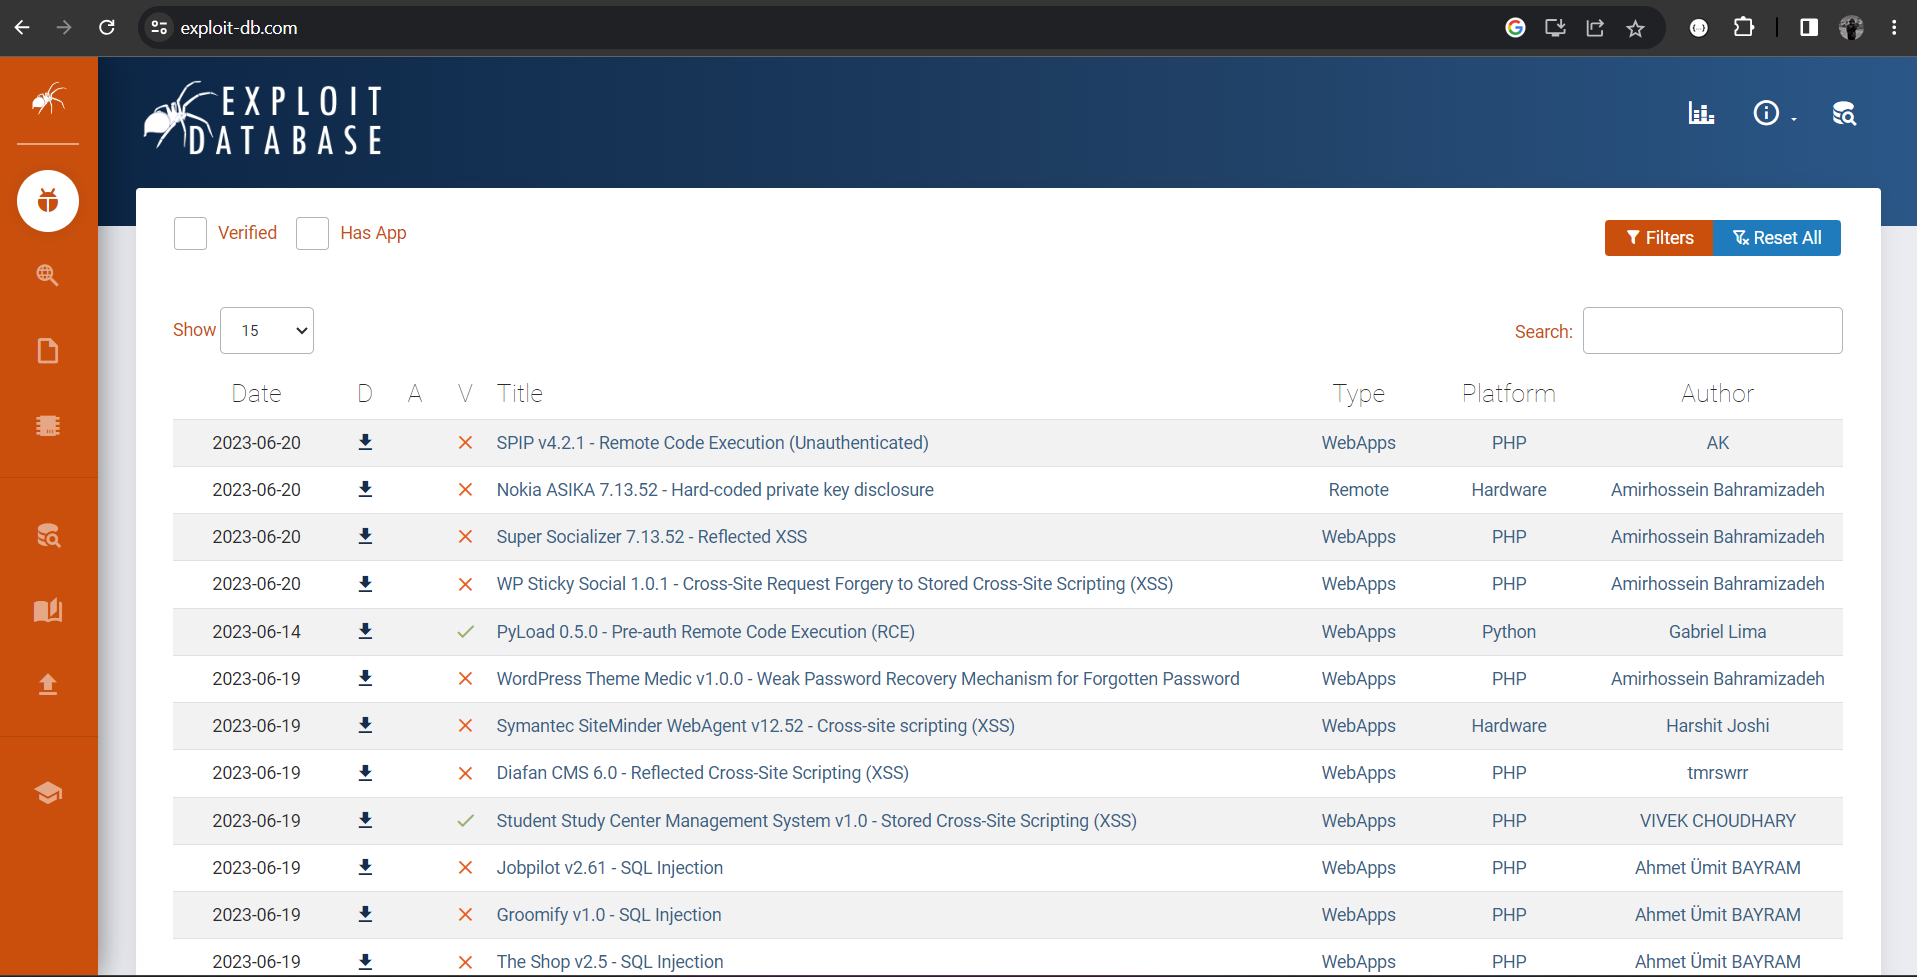 exploit-db.com
EXPLOIT
DATABASE
Verified Has App Filters Reset All
Show 15 Search:
Date D A V Title Type Platform Author
2023-06-20 SPIP v4.2.1 - Remote Code Execution (Unauthenticated) WebApps PHP AK
2023-06-20 Nokia ASIKA 7.13.52 - Hard-coded private key disclosure Remote Hardware Amirhossein Bahramizadeh
2023-06-20 Super Socializer 7.13.52 - Reflected XSS WebApps PHP Amirhossein Bahramizadeh
2023-06-20 WP Sticky Social 1.0.1 - Cross-Site Request Forgery to Stored Cross-Site Scripting (XSS) WebApps PHP Amirhossein Bahramizadeh
2023-06-14 PyLoad 0.5.0 - Pre-auth Remote Code Execution (RCE) WebApps Python Gabriel Lima
2023-06-19 WordPress Theme Medic v1.0.0 - Weak Password Recovery Mechanism for Forgotten Password WebApps PHP Amirhossein Bahramizadeh
2023-06-19 Symantec SiteMinder WebAgent v12.52 - Cross-site scripting (XSS) WebApps Hardware Harshit Joshi
2023-06-19 Diafan CMS 6.0 - Reflected Cross-Site Scripting (XSS) WebApps PHP tmrswrr
2023-06-19 Student Study Center Management System v1.0 - Stored Cross-Site Scripting (XSS) WebApps PHP VIVEK CHOUDHARY
2023-06-19 Jobpilot v2.61 - SQL Injection WebApps PHP Ahmet Ümit BAYRAM
2023-06-19 Groomify v1.0 - SQL Injection WebApps PHP Ahmet Ümit BAYRAM
2023-06-19 The Shop v2.5 - SQL Injection WebApps PHP Ahmet Ümit BAYRAM